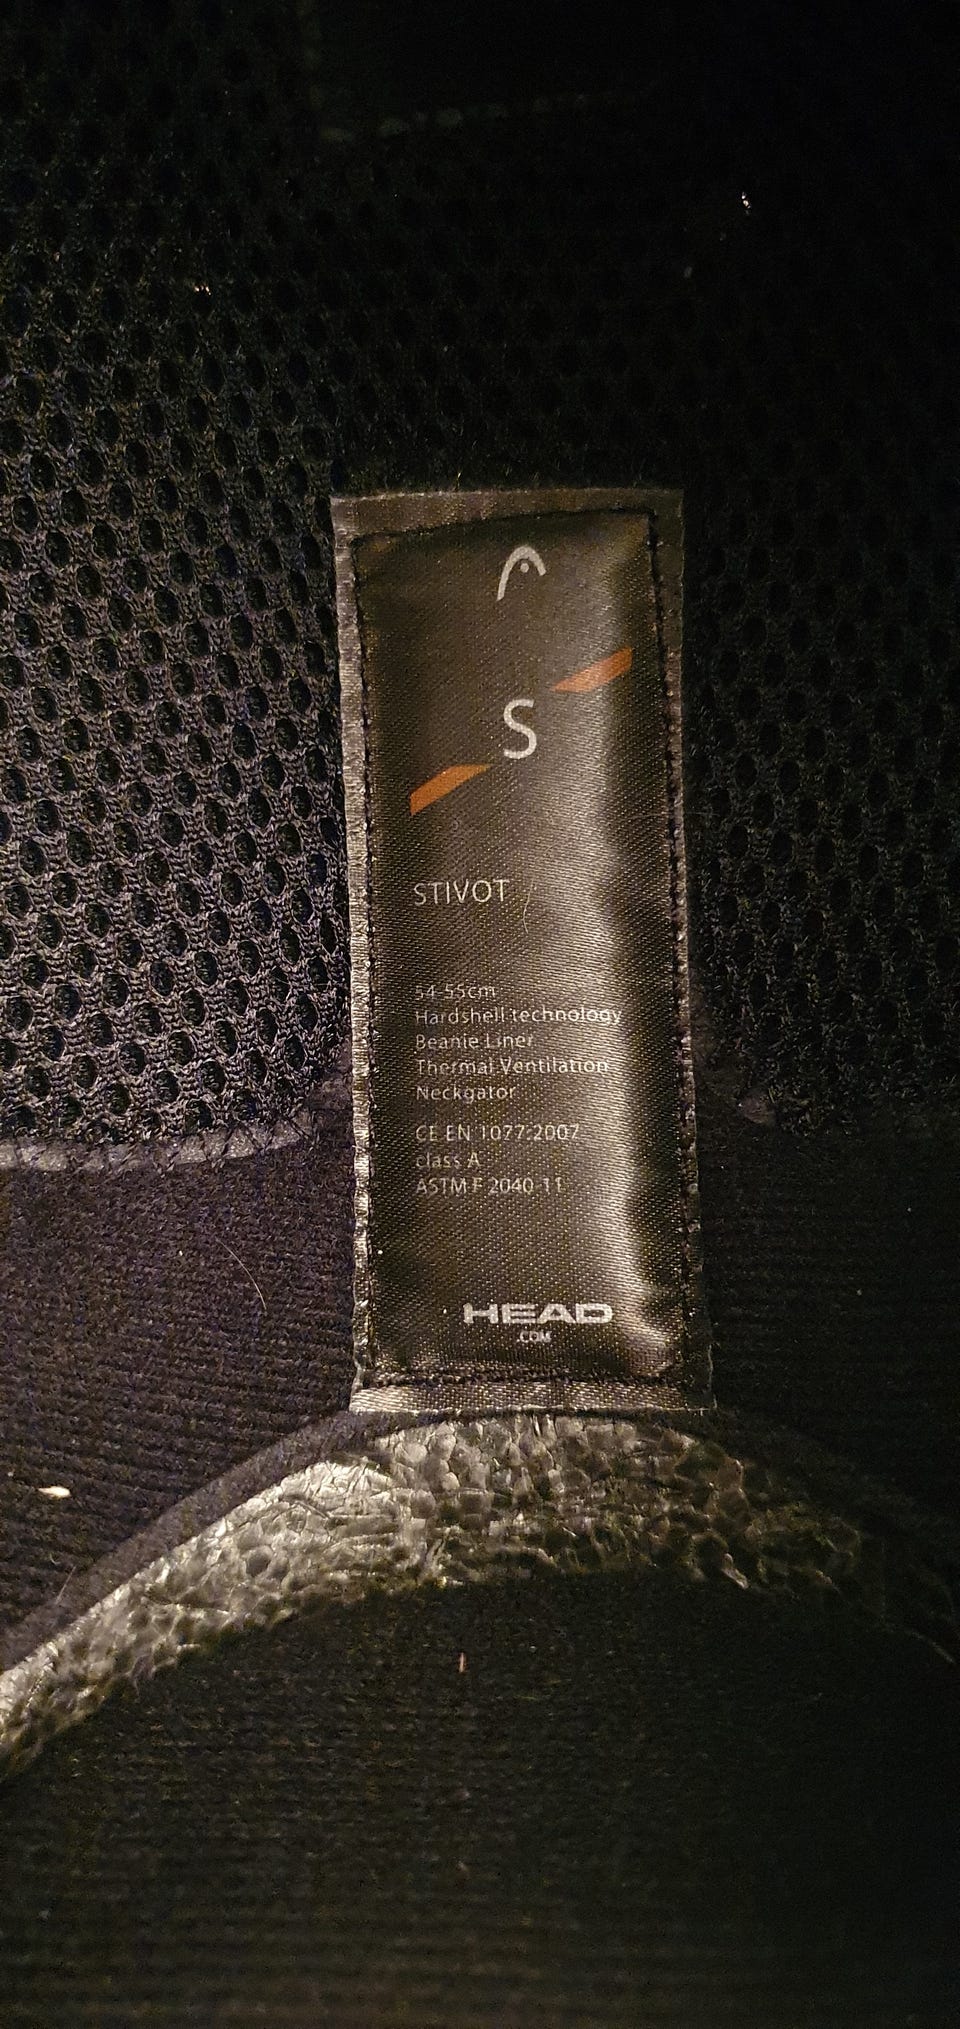 S
STIVOT
54-55cm
Hardshell technology
Beanie Liner
Thermal Ventilation
Neckgator
CE EN 1077:2007
class A
ASTM F 2040-11
HEAD
.COM